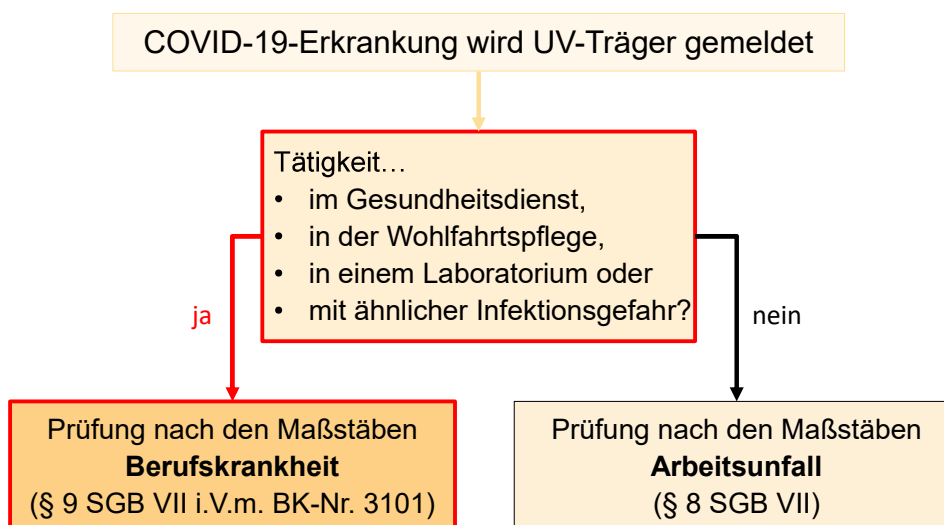 COVID-19-Erkrankung wird UV-Träger gemeldet
Tätigkeit…
• im Gesundheitsdienst,
• in der Wohlfahrtspflege,
• in einem Laboratorium oder
• mit ähnlicher Infektionsgefahr?
ja
nein
Prüfung nach den Maßstäben
Berufskrankheit
(§ 9 SGB VII i.V.m. BK-Nr. 3101)
Prüfung nach den Maßstäben
Arbeitsunfall
(§ 8 SGB VII)